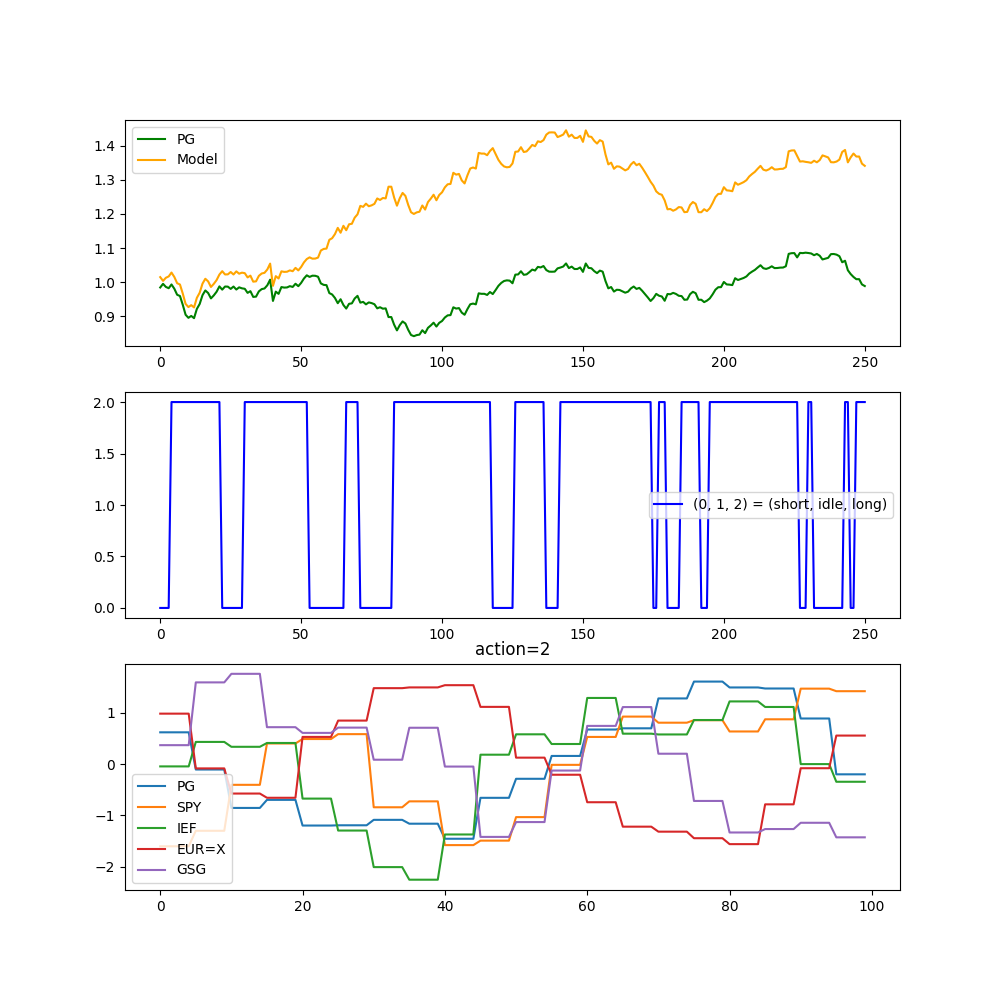 PG
Model
1.4
1.3
1.2
1.1
1.0
0.9
0 50 100 150 200 250
2.0
1.5
1.0
0.5
0.0
(0, 1, 2) = (short, idle, long)
0 50 100 150 200 250
action=2
1
0
−1
−2
PG
SPY
IEF
EUR=X
GSG
0 20 40 60 80 100